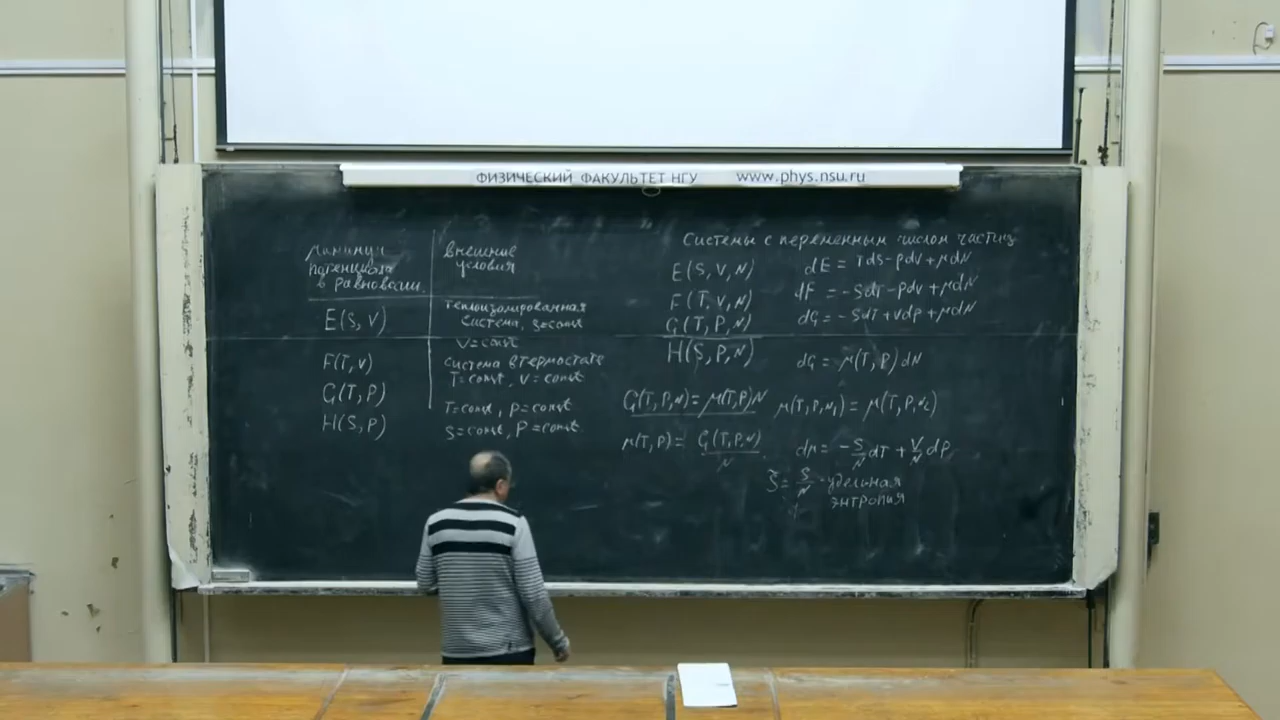 ФИЗИЧЕСКИЙ ФАКУЛЬТЕТ НГУ www.phys.nsu.ru
Минимум
потенциала
в равновесии
внешние
условия
E(S, V)
теплоизолированная
система, S=const
V=const
F(T, V)
система в термостате
T=const, V=const
G(T, P)
T=const, P=const
H(S, P)
S=const, P=const
Системы с переменным числом частиц
E(S, V, N) dE = TdS - pdV + μdN
F(T, V, N) dF = -SdT - pdV + μdN
G(T, P, N) dG = -SdT + Vdp + μdN
H(S, P, N) dG = μ(T, P) dN
G(T, P, N) = μ(T, P)N μ(T, P, N₁) = μ(T, P, N₂)
μ(T, P) = G(T, P, N)/N dμ = -S/N dT + V/N dP
s̃ = S/N - удельная
энтропия